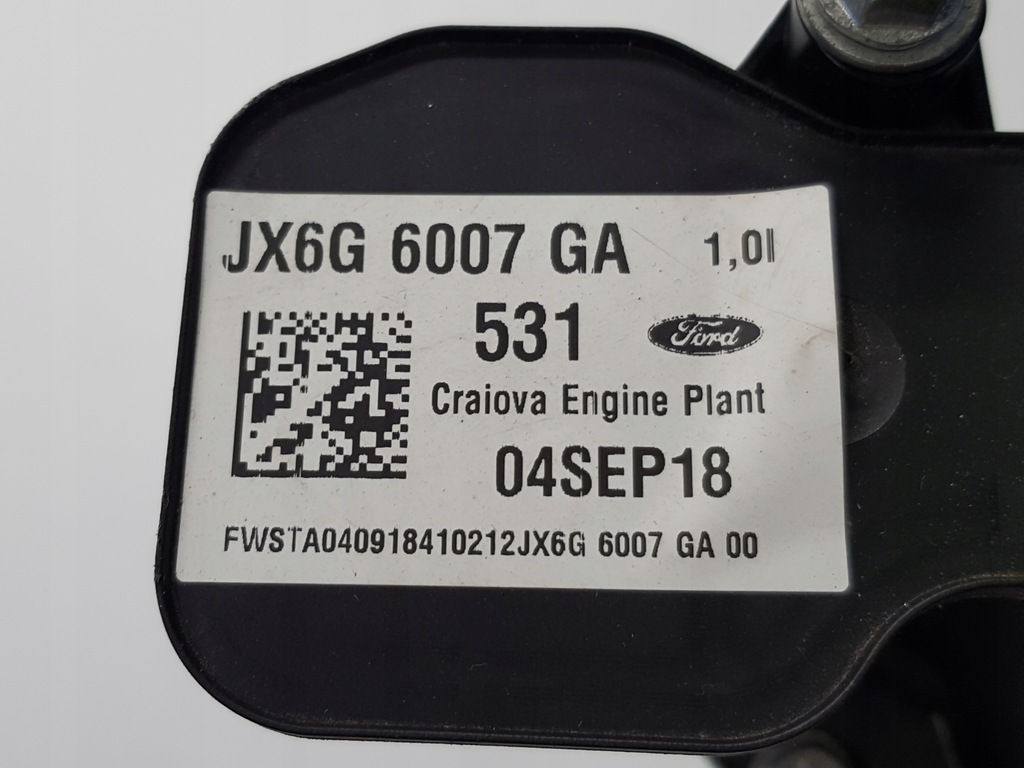 JX6G 6007 GA 1,0l
531 Ford
Craiova Engine Plant
04SEP18
FWSTA040918410212JX6G 6007 GA 00